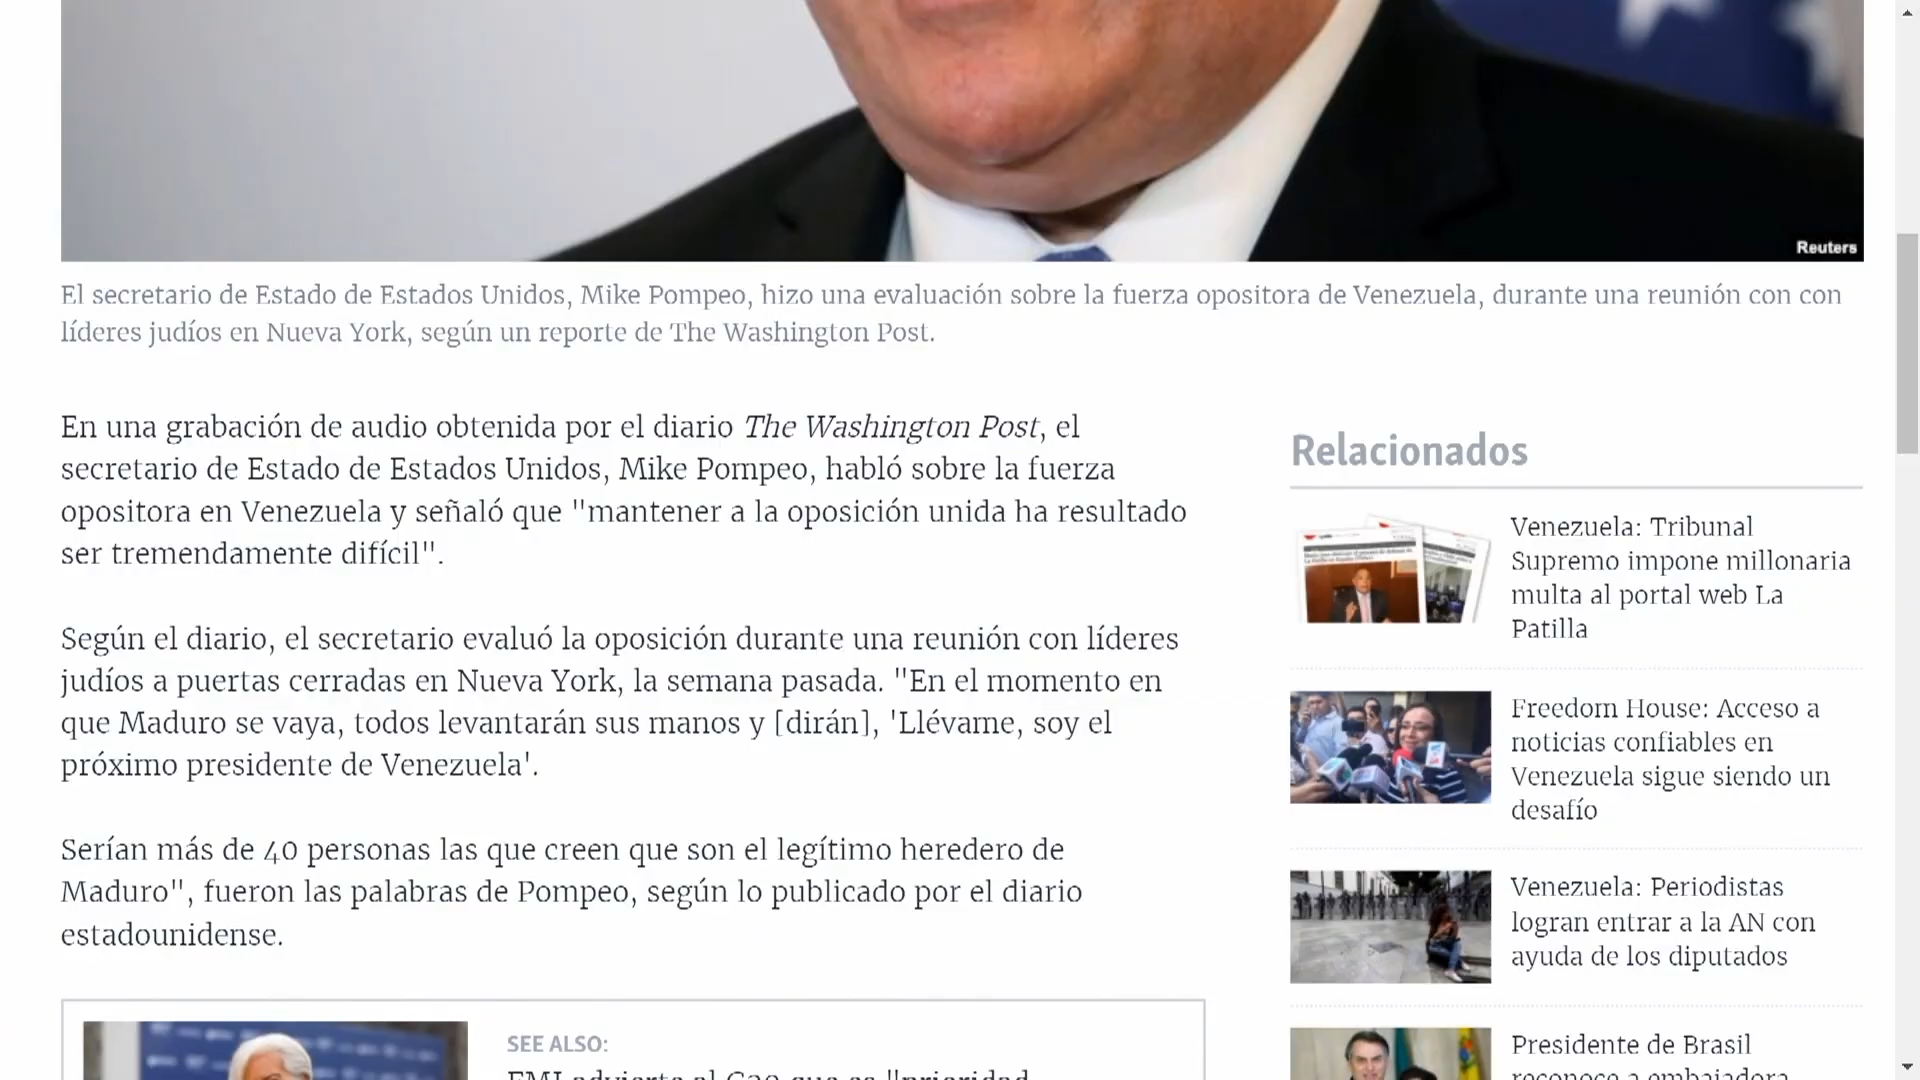 Reuters
El secretario de Estado de Estados Unidos, Mike Pompeo, hizo una evaluación sobre la fuerza opositora de Venezuela, durante una reunión con con
líderes judíos en Nueva York, según un reporte de The Washington Post.
En una grabación de audio obtenida por el diario The Washington Post, el
secretario de Estado de Estados Unidos, Mike Pompeo, habló sobre la fuerza
opositora en Venezuela y señaló que "mantener a la oposición unida ha resultado
ser tremendamente difícil".
Según el diario, el secretario evaluó la oposición durante una reunión con líderes
judíos a puertas cerradas en Nueva York, la semana pasada. "En el momento en
que Maduro se vaya, todos levantarán sus manos y [dirán], 'Llévame, soy el
próximo presidente de Venezuela'.
Serían más de 40 personas las que creen que son el legítimo heredero de
Maduro", fueron las palabras de Pompeo, según lo publicado por el diario
estadounidense.
SEE ALSO:
FMI advierte al G20 que es "prioridad
Relacionados
Venezuela: Tribunal
Supremo impone millonaria
multa al portal web La
Patilla
Freedom House: Acceso a
noticias confiables en
Venezuela sigue siendo un
desafío
Venezuela: Periodistas
logran entrar a la AN con
ayuda de los diputados
Presidente de Brasil
reconoce a embajadora